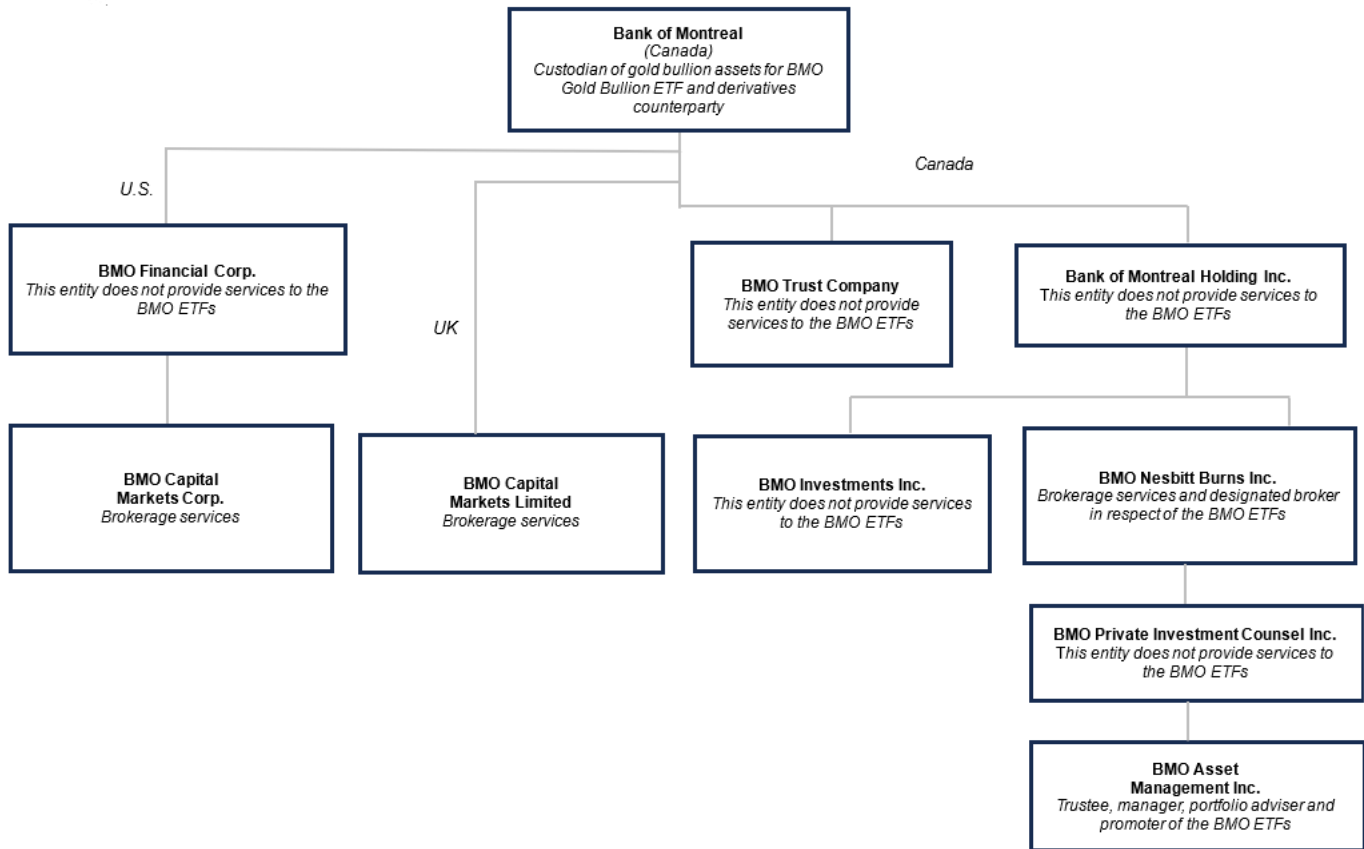 Bank of Montreal
(Canada)
Custodian of gold bullion assets for BMO
Gold Bullion ETF and derivatives
counterparty
Canada
U.S.
BMO Financial Corp.
This entity does not provide services to the
BMO ETFs
UK
BMO Trust Company
This entity does not provide
services to the BMO ETFs
Bank of Montreal Holding Inc.
This entity does not provide services to
the BMO ETFs
BMO Capital
Markets Corp.
Brokerage services
BMO Capital
Markets Limited
Brokerage services
BMO Investments Inc.
This entity does not provide services
to the BMO ETFs
BMO Nesbitt Burns Inc.
Brokerage services and designated broker
in respect of the BMO ETFs
BMO Private Investment Counsel Inc.
This entity does not provide services to
the BMO ETFs
BMO Asset
Management Inc.
Trustee, manager, portfolio adviser and
promoter of the BMO ETFs